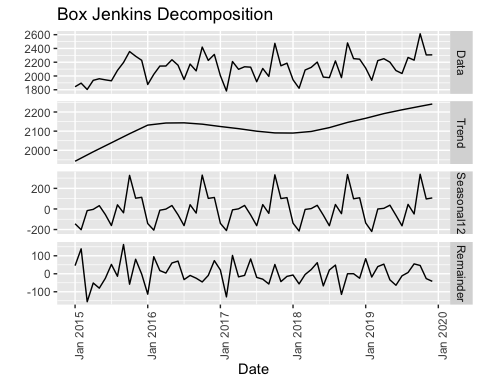 Box Jenkins Decomposition
2600
2400
2200
2000
1800
Data
2200
2100
2000
Trend
200
0
-200
Seasonal12
100
0
-100
Remainder
Jan 2015
Jan 2016
Jan 2017
Jan 2018
Jan 2019
Jan 2020
Date